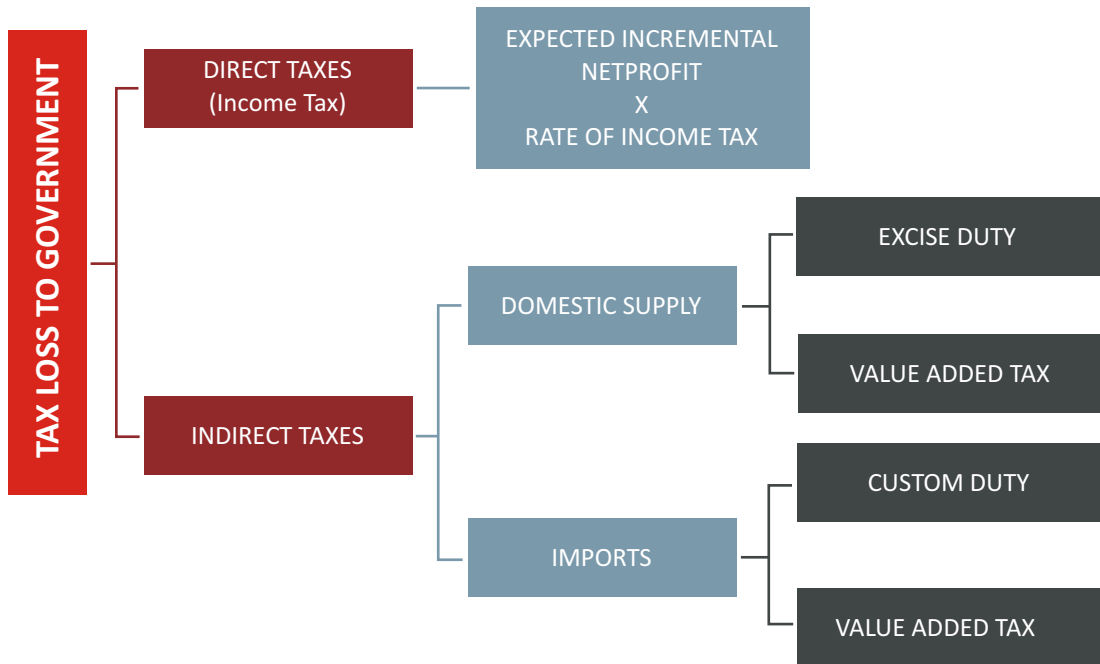 TAX LOSS TO GOVERNMENT
DIRECT TAXES
(Income Tax)
EXPECTED INCREMENTAL
NETPROFIT
X
RATE OF INCOME TAX
INDIRECT TAXES
DOMESTIC SUPPLY
EXCISE DUTY
VALUE ADDED TAX
IMPORTS
CUSTOM DUTY
VALUE ADDED TAX